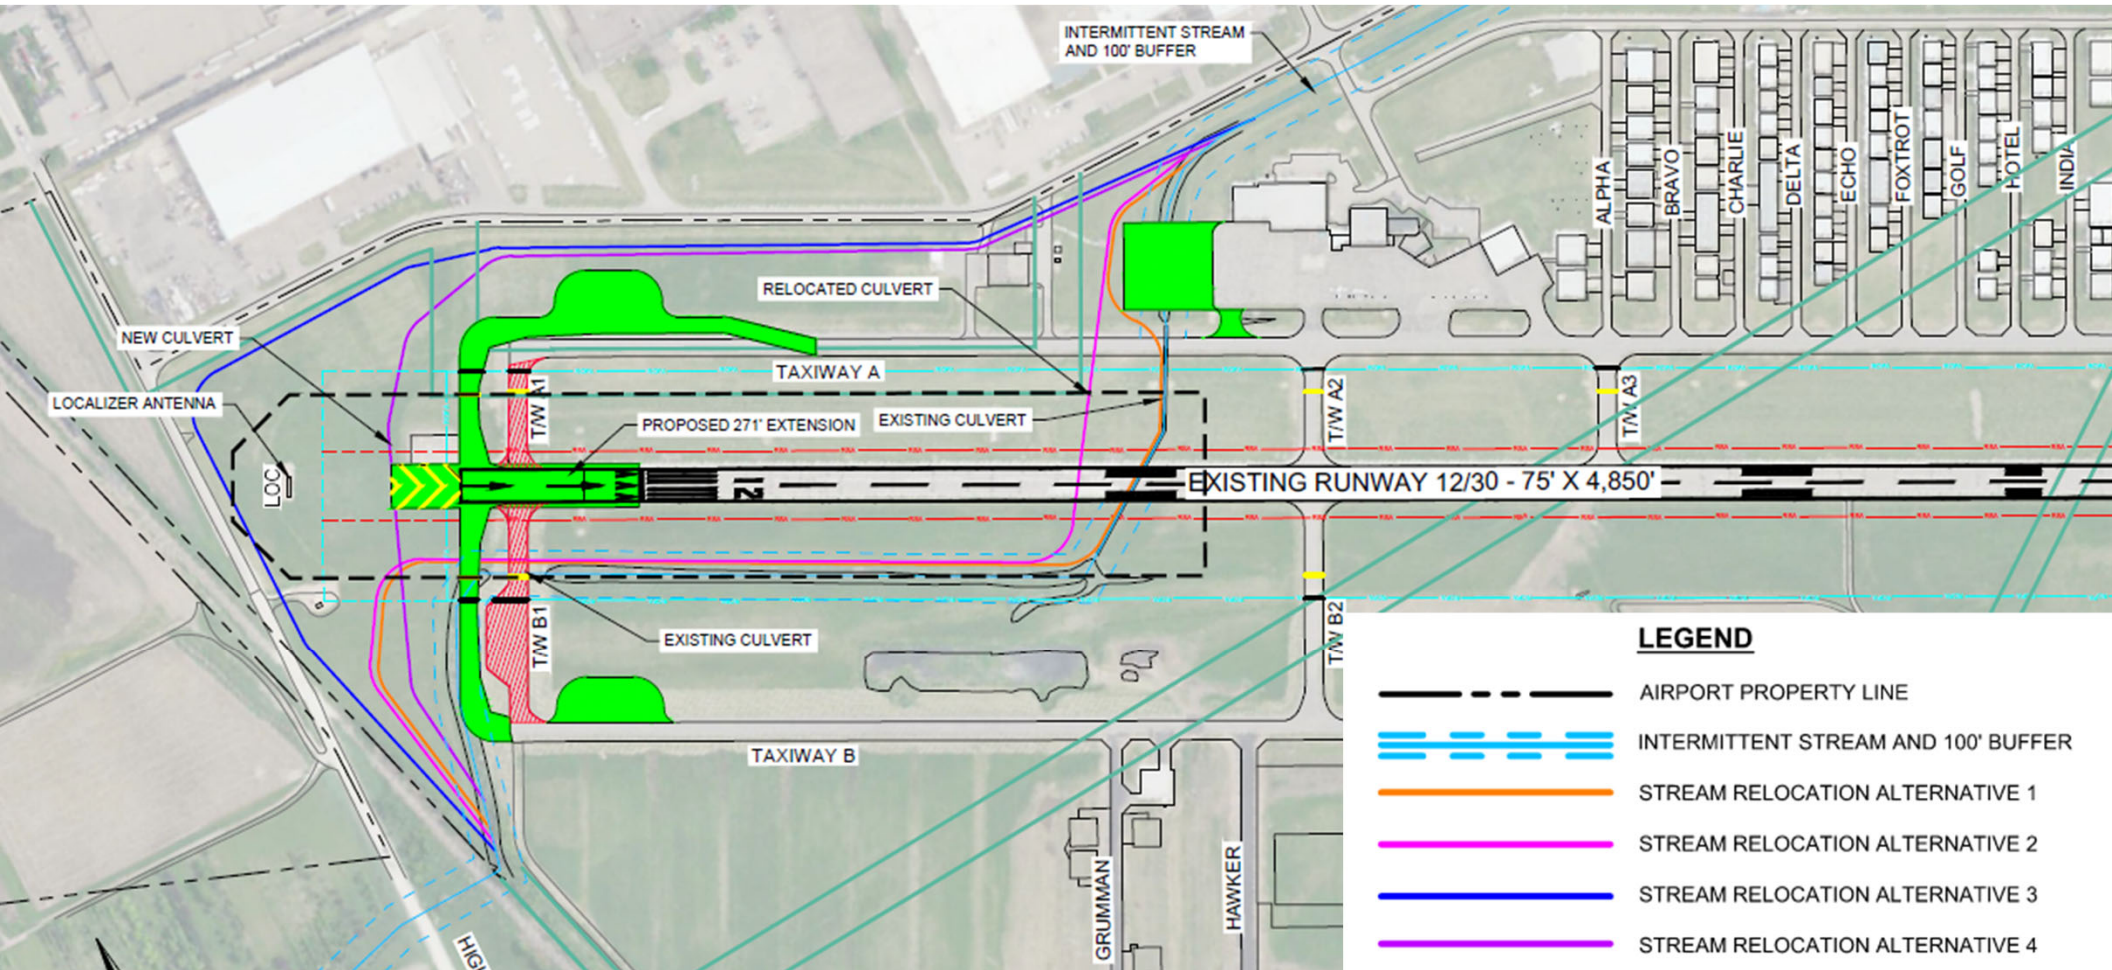 INTERMITTENT STREAM
AND 100' BUFFER
ALPHA
BRAVO
CHARLIE
DELTA
ECHO
FOXTROT
GOLF
HOTEL
INDIA
RELOCATED CULVERT
NEW CULVERT
TAXIWAY A
LOCALIZER ANTENNA
T/W A1
T/W A2
T/W A3
PROPOSED 271' EXTENSION
EXISTING CULVERT
LOC
12
EXISTING RUNWAY 12/30 - 75' X 4,850'
EXISTING CULVERT
T/W B1
T/W B2
TAXIWAY B
GRUMMAN
HAWKER
LEGEND
AIRPORT PROPERTY LINE
INTERMITTENT STREAM AND 100' BUFFER
STREAM RELOCATION ALTERNATIVE 1
STREAM RELOCATION ALTERNATIVE 2
STREAM RELOCATION ALTERNATIVE 3
STREAM RELOCATION ALTERNATIVE 4